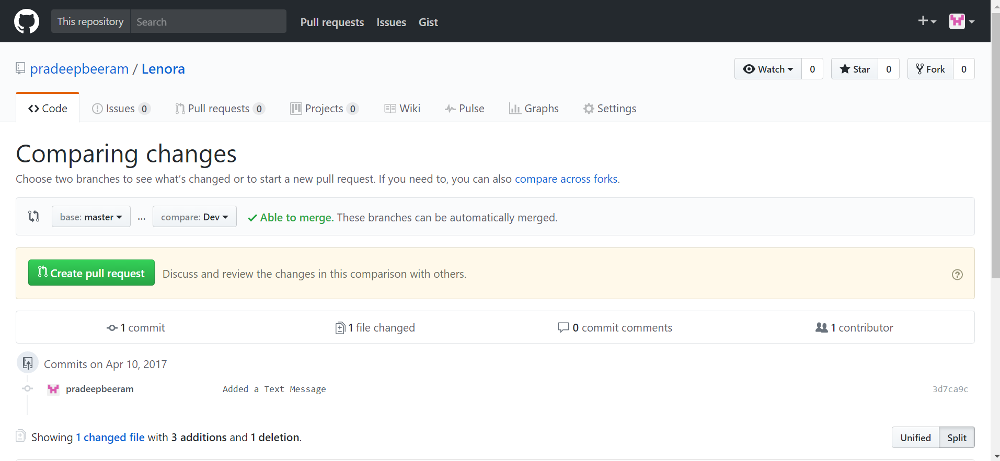 This repository Search Pull requests Issues Gist
pradeepbeeram / Lenora Watch 0 Star 0 Fork 0
Code Issues 0 Pull requests 0 Projects 0 Wiki Pulse Graphs Settings
Comparing changes
Choose two branches to see what’s changed or to start a new pull request. If you need to, you can also compare across forks.
base: master ... compare: Dev Able to merge. These branches can be automatically merged.
Create pull request Discuss and review the changes in this comparison with others.
1 commit 1 file changed 0 commit comments 1 contributor
Commits on Apr 10, 2017
pradeepbeeram Added a Text Message 3d7ca9c
Showing 1 changed file with 3 additions and 1 deletion. Unified Split